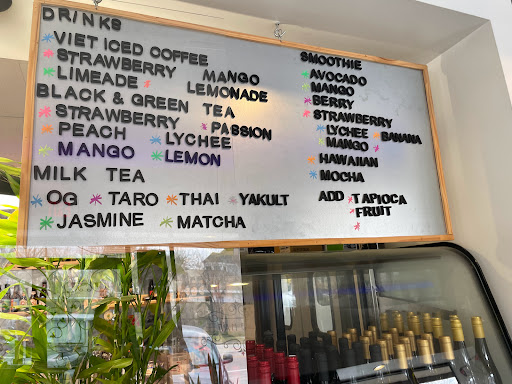 DRINKS
VIET ICED COFFEE
STRAWBERRY MANGO
LIMEADE LEMONADE
BLACK & GREEN TEA
STRAWBERRY PASSION
PEACH LYCHEE
MANGO LEMON
MILK TEA
OG TARO THAI YAKULT
JASMINE MATCHA
SMOOTHIE
AVOCADO
MANGO
BERRY
STRAWBERRY
LYCHEE BANANA
MANGO
HAWAIIAN
MOCHA
ADD TAPIOCA
FRUIT